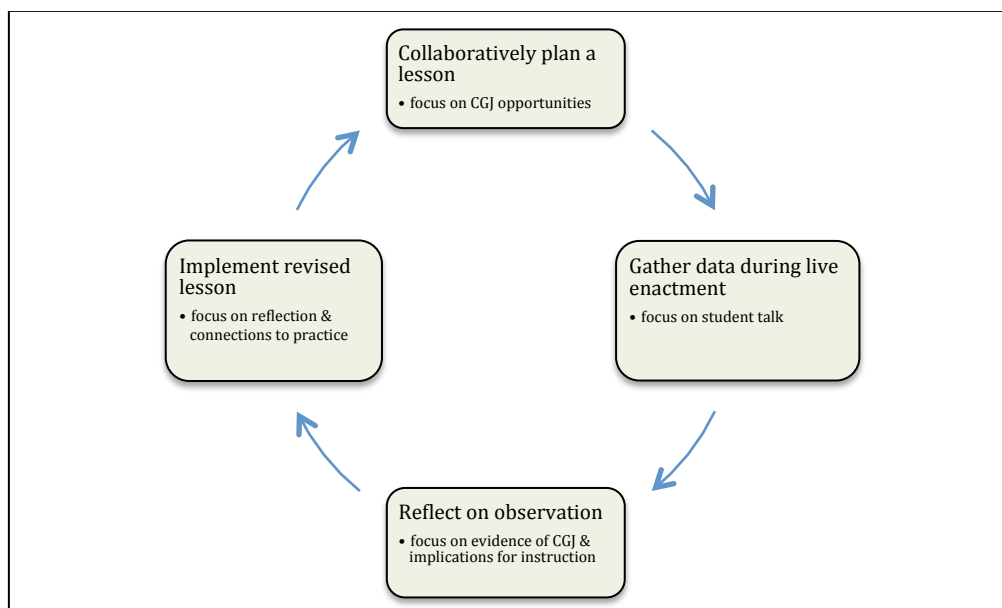 Collaboratively plan a
lesson
• focus on CGJ opportunities
Gather data during live
enactment
• focus on student talk
Reflect on observation
• focus on evidence of CGJ &
implications for instruction
Implement revised
lesson
• focus on reflection &
connections to practice